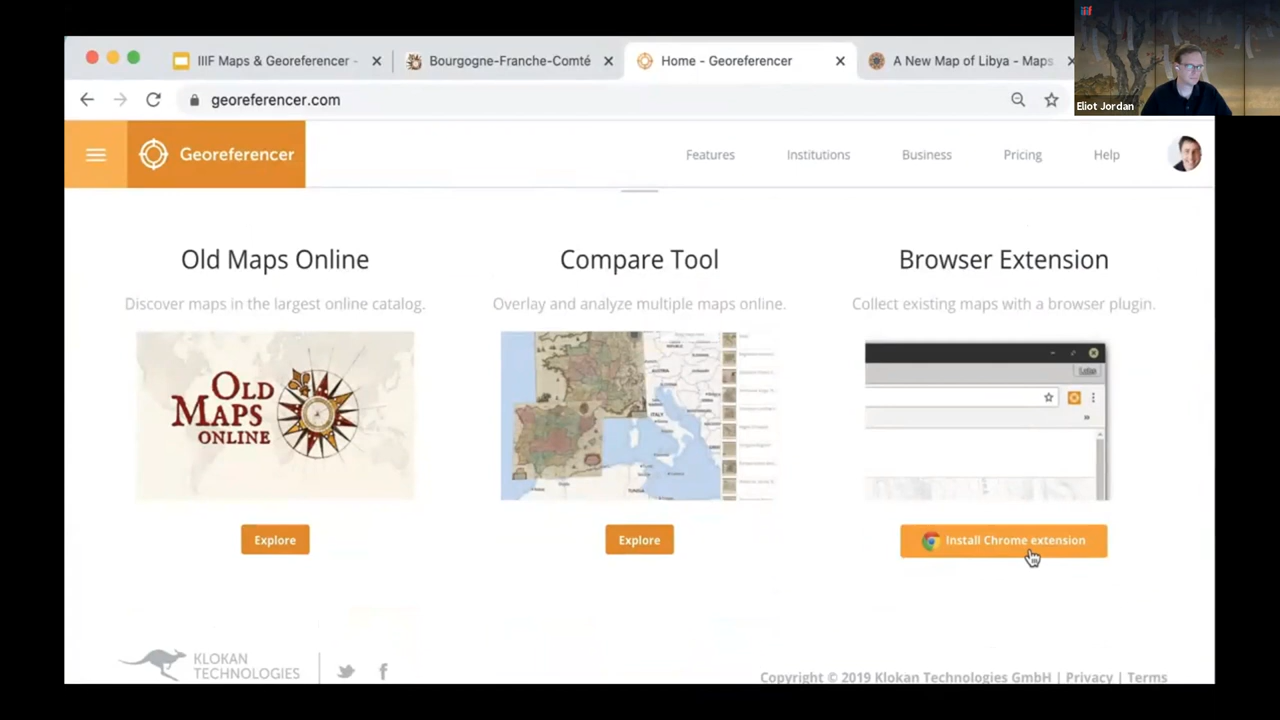 iiif
Eliot Jordan
IIIF Maps & Georeferencer -
Bourgogne-Franche-Comté
Home - Georeferencer
A New Map of Libya - Maps
georeferencer.com
Georeferencer
Features
Institutions
Business
Pricing
Help
Old Maps Online
Compare Tool
Browser Extension
Discover maps in the largest online catalog.
Overlay and analyze multiple maps online.
Collect existing maps with a browser plugin.
OLD
MAPS
ONLINE
ITALY
TUNISIA
Explore
Explore
Install Chrome extension
KLOKAN
TECHNOLOGIES
Copyright © 2019 Klokan Technologies GmbH | Privacy | Terms